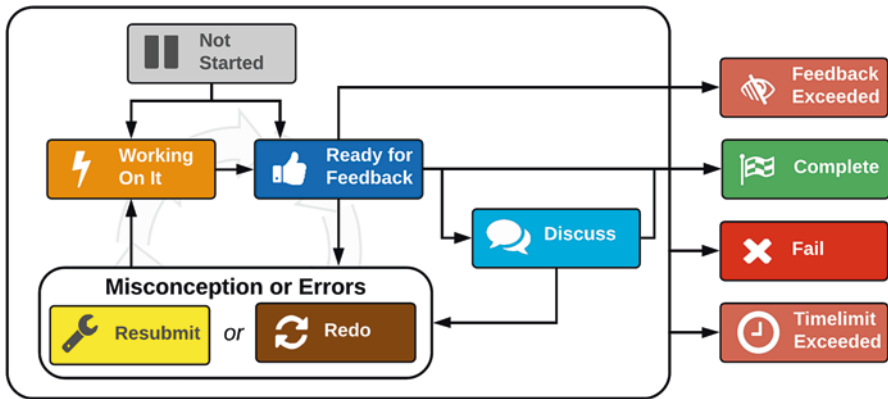 Not
Started
Feedback
Exceeded
Working
On It
Ready for
Feedback
Complete
Discuss
Fail
Misconception or Errors
Resubmit
or
Redo
Timelimit
Exceeded